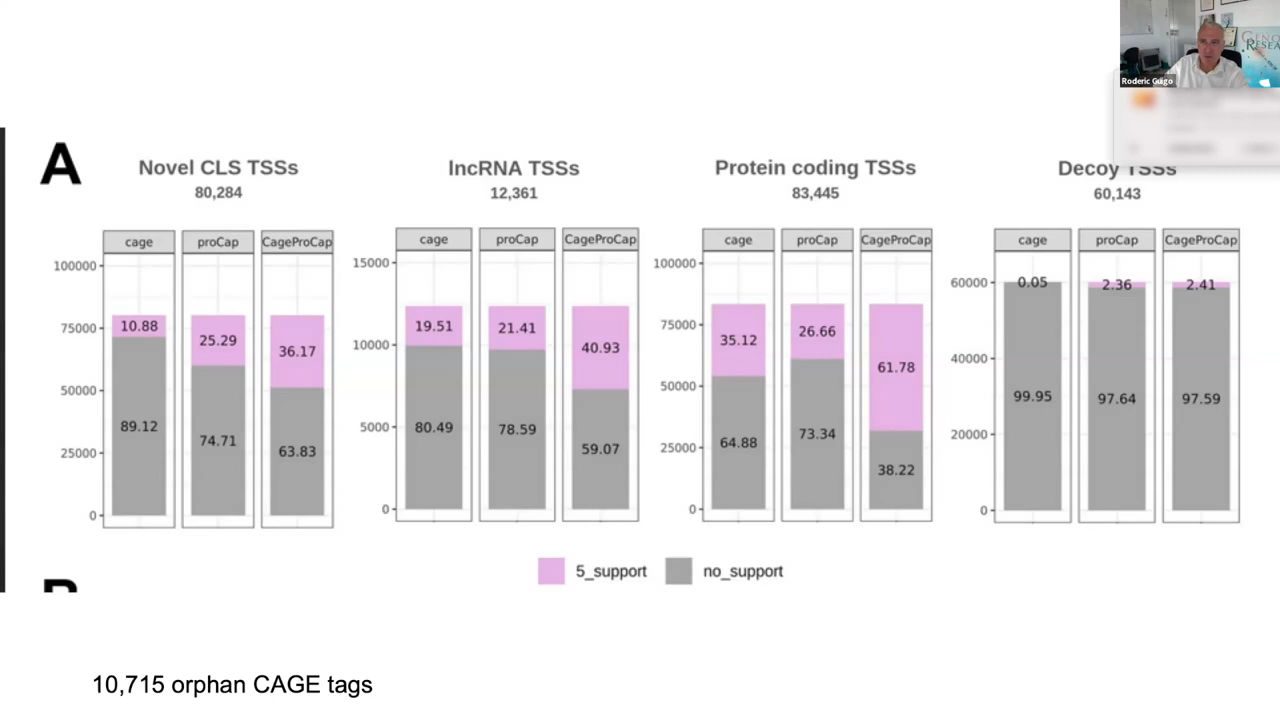 GENO
RESEA
Roderic Guigo
A
Novel CLS TSSs
80,284
lncRNA TSSs
12,361
Protein coding TSSs
83,445
Decoy TSSs
60,143
cage proCap CageProCap
100000
75000
50000
25000
0
10.88 25.29 36.17
89.12 74.71 63.83
cage proCap CageProCap
15000
10000
5000
0
19.51 21.41 40.93
80.49 78.59 59.07
cage proCap CageProCap
100000
75000
50000
25000
0
35.12 26.66 61.78
64.88 73.34 38.22
cage proCap CageProCap
60000
40000
20000
0
0.05 2.36 2.41
99.95 97.64 97.59
5_support no_support
10,715 orphan CAGE tags